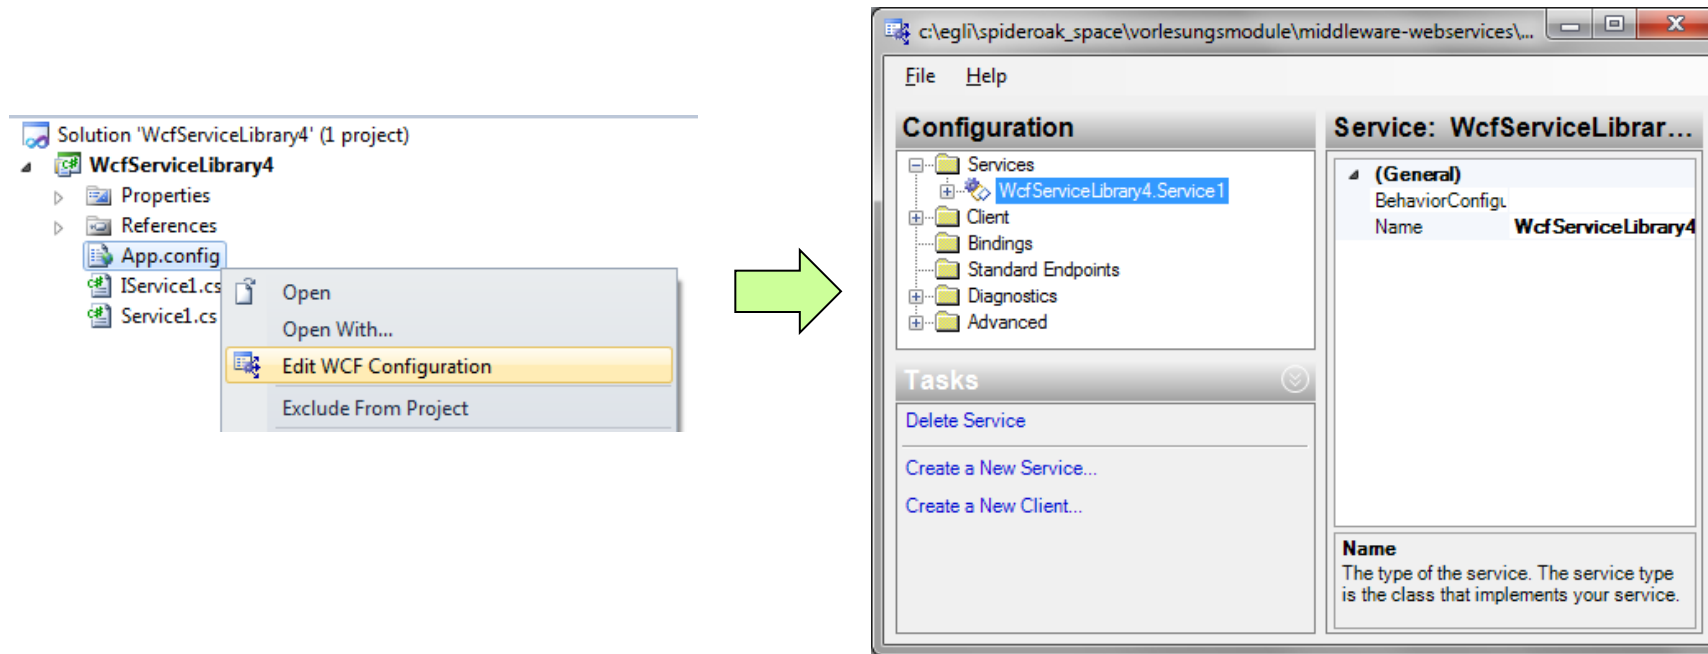 Solution 'WcfServiceLibrary4' (1 project)
WcfServiceLibrary4
Properties
References
App.config
IService1.cs
Service1.cs
Open
Open With...
Edit WCF Configuration
Exclude From Project
c:\egli\spideroak_space\vorlesungsmodule\middleware-webservices\...
File Help
Configuration
Services
WcfServiceLibrary4.Service1
Client
Bindings
Standard Endpoints
Diagnostics
Advanced
Tasks
Delete Service
Create a New Service...
Create a New Client...
Service: WcfServiceLibrar...
(General)
BehaviorConfigu
Name WcfServiceLibrary4
Name
The type of the service. The service type
is the class that implements your service.